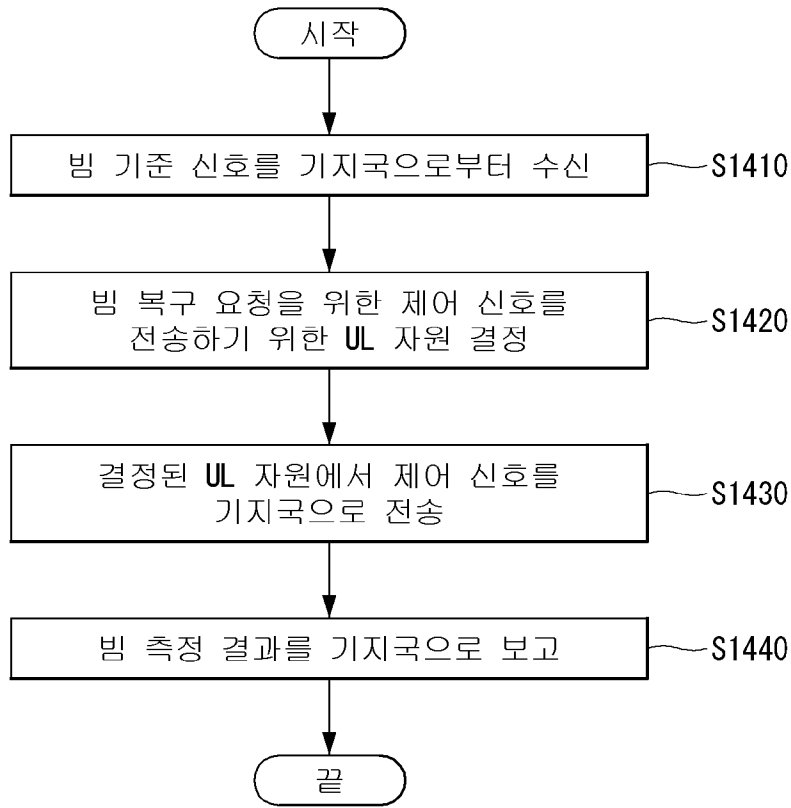 시작
빔 기준 신호를 기지국으로부터 수신
S1410
빔 복구 요청을 위한 제어 신호를
전송하기 위한 UL 자원 결정
S1420
결정된 UL 자원에서 제어 신호를
기지국으로 전송
S1430
빔 측정 결과를 기지국으로 보고
S1440
끝